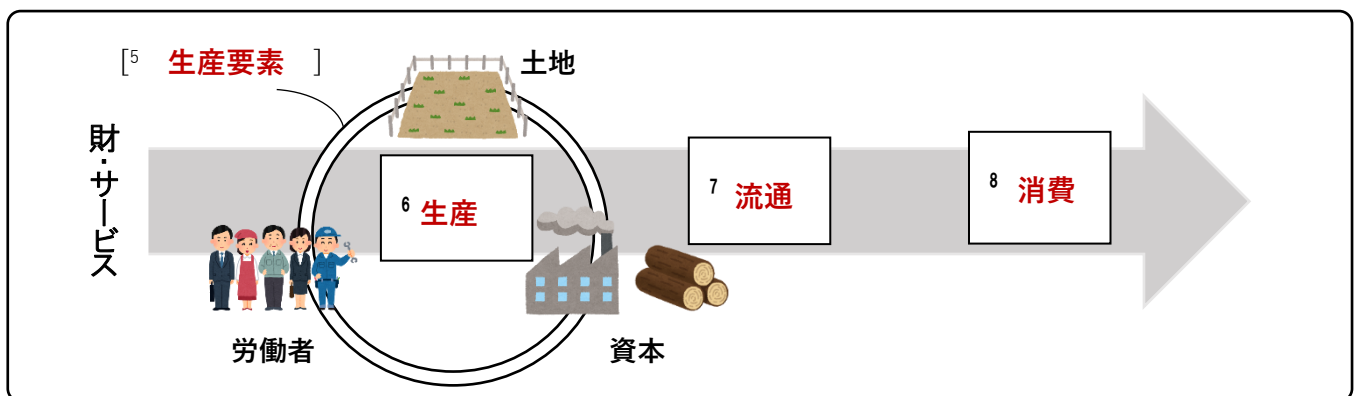 [5 生産要素 ]
土地
財・サービス
6 生産
7 流通
8 消費
労働者
資本